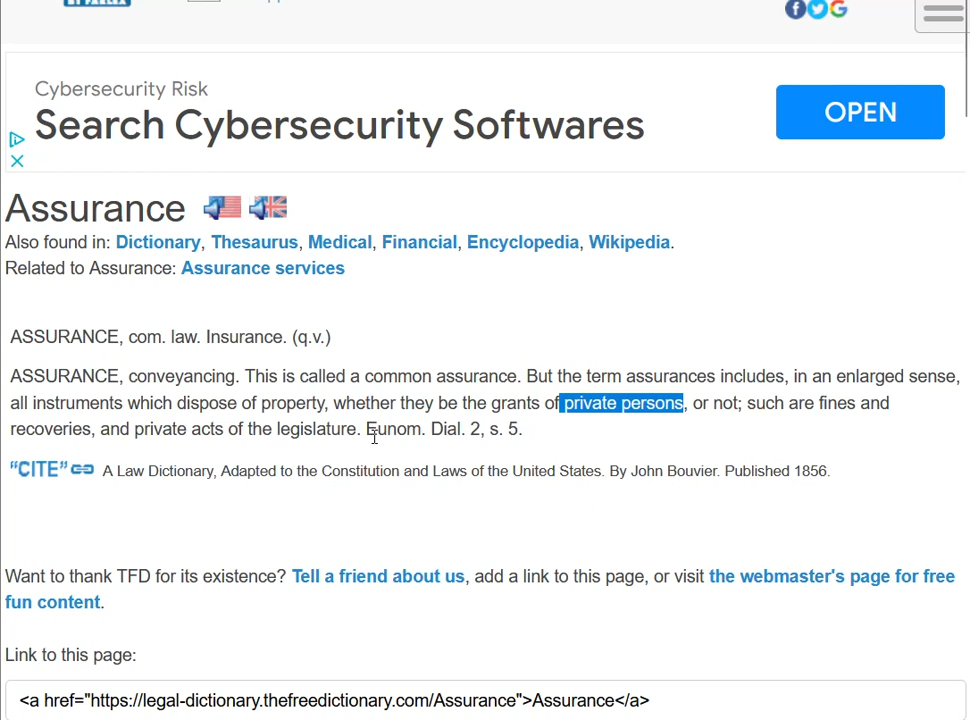 Cybersecurity Risk
Search Cybersecurity Softwares
OPEN
Assurance
Also found in: Dictionary, Thesaurus, Medical, Financial, Encyclopedia, Wikipedia.
Related to Assurance: Assurance services
ASSURANCE, com. law. Insurance. (q.v.)
ASSURANCE, conveyancing. This is called a common assurance. But the term assurances includes, in an enlarged sense,
all instruments which dispose of property, whether they be the grants of private persons, or not; such are fines and
recoveries, and private acts of the legislature. Eunom. Dial. 2, s. 5.
"CITE" A Law Dictionary, Adapted to the Constitution and Laws of the United States. By John Bouvier. Published 1856.
Want to thank TFD for its existence? Tell a friend about us, add a link to this page, or visit the webmaster's page for free
fun content.
Link to this page:
<a href="https://legal-dictionary.thefreedictionary.com/Assurance">Assurance</a>